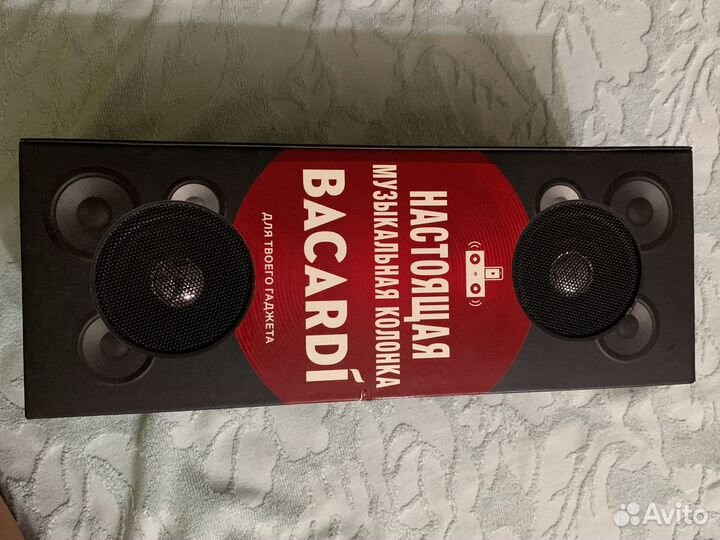 НАСТОЯЩАЯ
МУЗЫКАЛЬНАЯ КОЛОНКА
BACARDÍ
ДЛЯ ТВОЕГО ГАДЖЕТА
Avito